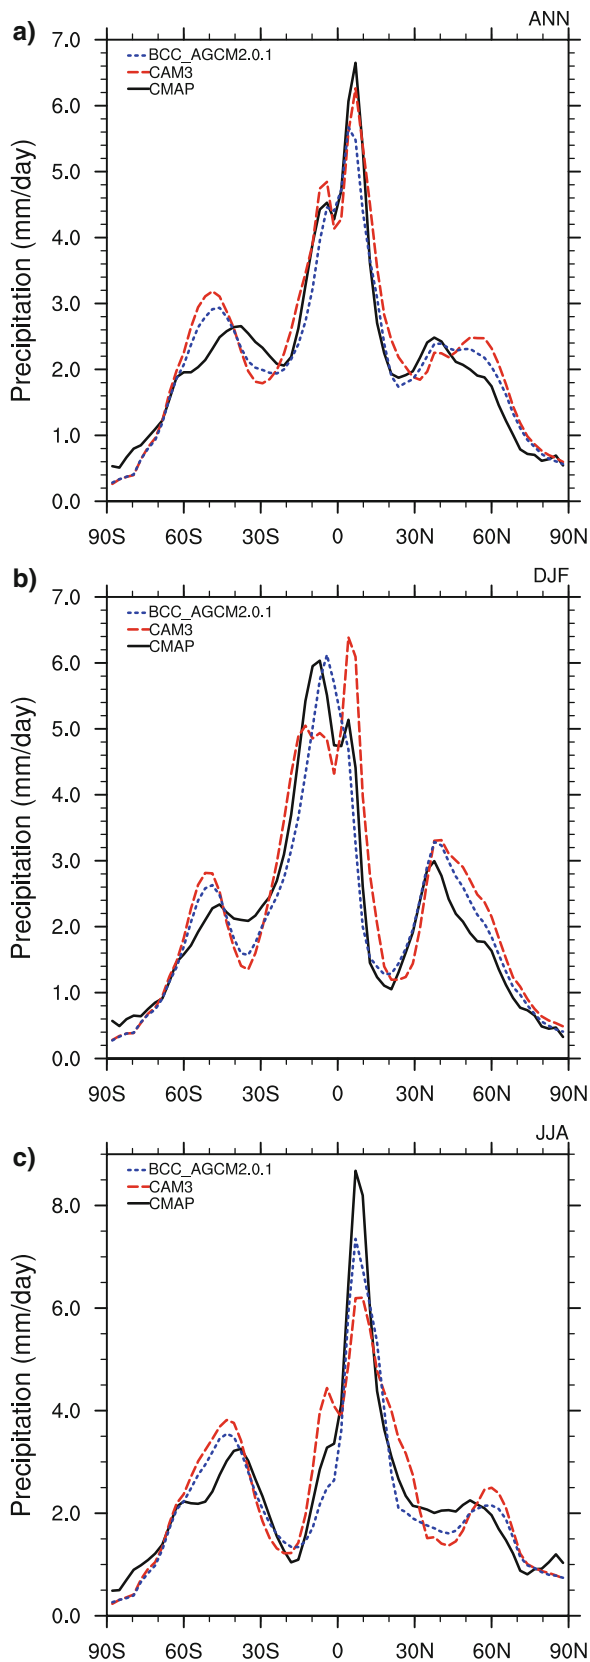 a)
ANN
7.0
6.0
5.0
4.0
3.0
2.0
1.0
0.0
Precipitation (mm/day)
BCC_AGCM2.0.1
CAM3
CMAP
90S 60S 30S 0 30N 60N 90N
b)
DJF
7.0
6.0
5.0
4.0
3.0
2.0
1.0
0.0
Precipitation (mm/day)
BCC_AGCM2.0.1
CAM3
CMAP
90S 60S 30S 0 30N 60N 90N
c)
JJA
8.0
6.0
4.0
2.0
0.0
Precipitation (mm/day)
BCC_AGCM2.0.1
CAM3
CMAP
90S 60S 30S 0 30N 60N 90N